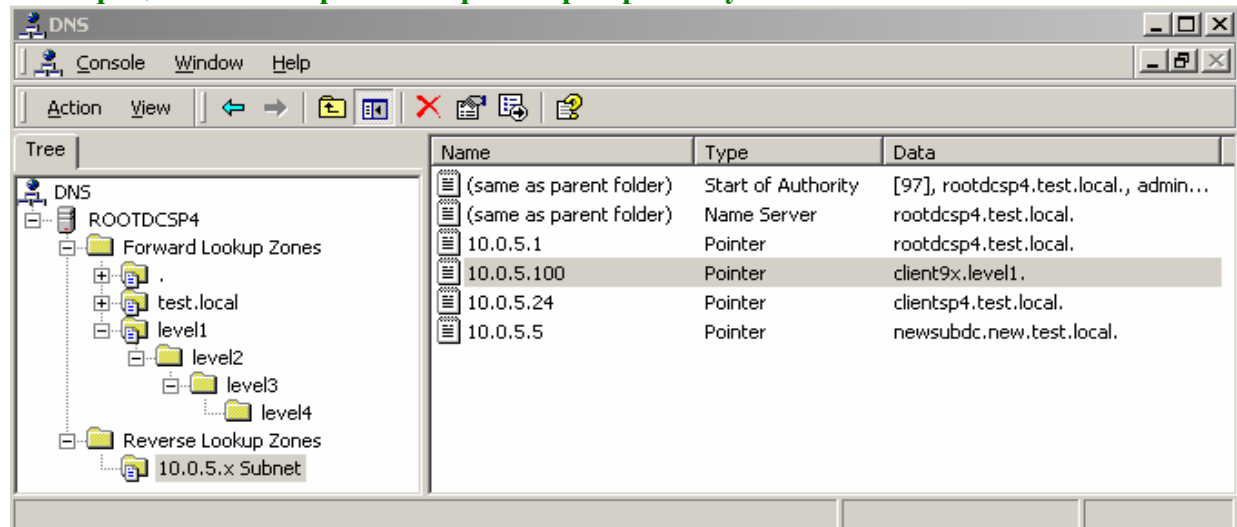 DNS
Console Window Help
Action View
Tree
Name Type Data
DNS
ROOTDCSP4
Forward Lookup Zones
.
test.local
level1
level2
level3
level4
Reverse Lookup Zones
10.0.5.x Subnet
(same as parent folder) Start of Authority [97], rootdcsp4.test.local., admin...
(same as parent folder) Name Server rootdcsp4.test.local.
10.0.5.1 Pointer rootdcsp4.test.local.
10.0.5.100 Pointer client9x.level1.
10.0.5.24 Pointer clientsp4.test.local.
10.0.5.5 Pointer newsubdc.new.test.local.